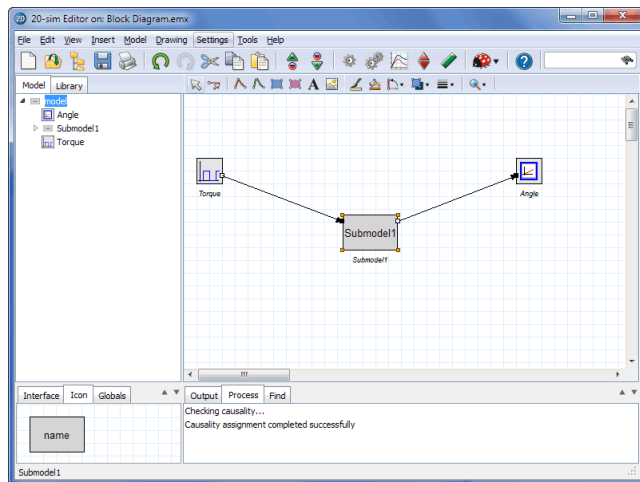 20 20-sim Editor on: Block Diagram.emx
File Edit View Insert Model Drawing Settings Tools Help
Model Library
model
Angle
Submodel1
Torque
Torque
Angle
Submodel1
Submodel1
Interface Icon Globals
Output Process Find
name
Checking causality...
Causality assignment completed successfully
Submodel1